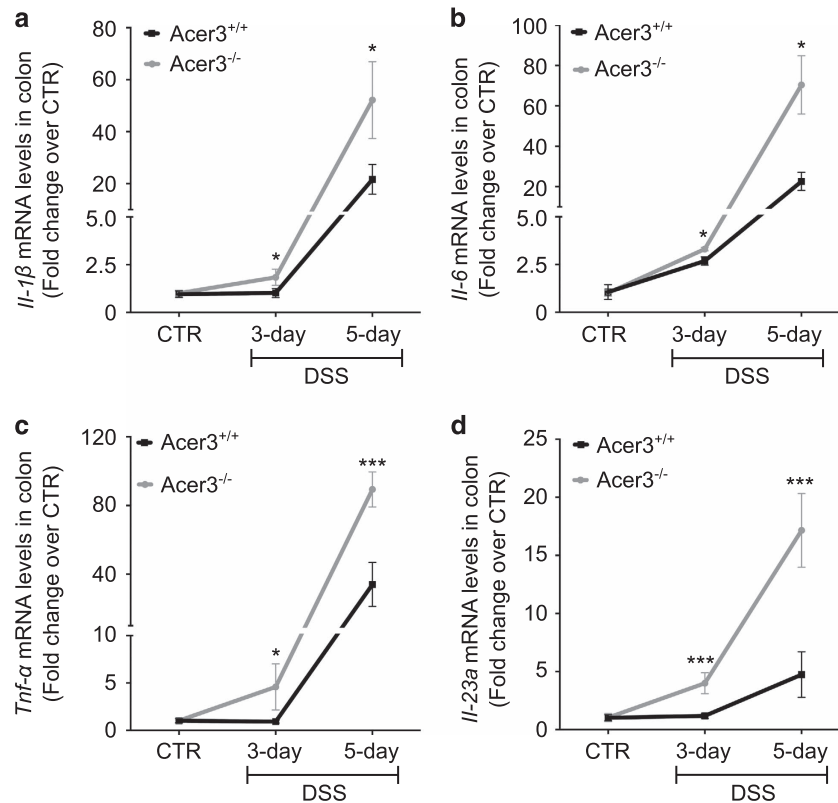 a
Il-1β mRNA levels in colon
(Fold change over CTR)
80
60
40
20
5.0
2.5
0
Acer3+/+
Acer3-/-
*
*
CTR
3-day
5-day
DSS
b
Il-6 mRNA levels in colon
(Fold change over CTR)
100
80
60
40
20
5.0
2.5
0
Acer3+/+
Acer3-/-
*
*
CTR
3-day
5-day
DSS
c
Tnf-α mRNA levels in colon
(Fold change over CTR)
120
80
40
10
5
0
Acer3+/+
Acer3-/-
*
***
CTR
3-day
5-day
DSS
d
Il-23a mRNA levels in colon
(Fold change over CTR)
25
20
15
10
5
0
Acer3+/+
Acer3-/-
***
***
CTR
3-day
5-day
DSS